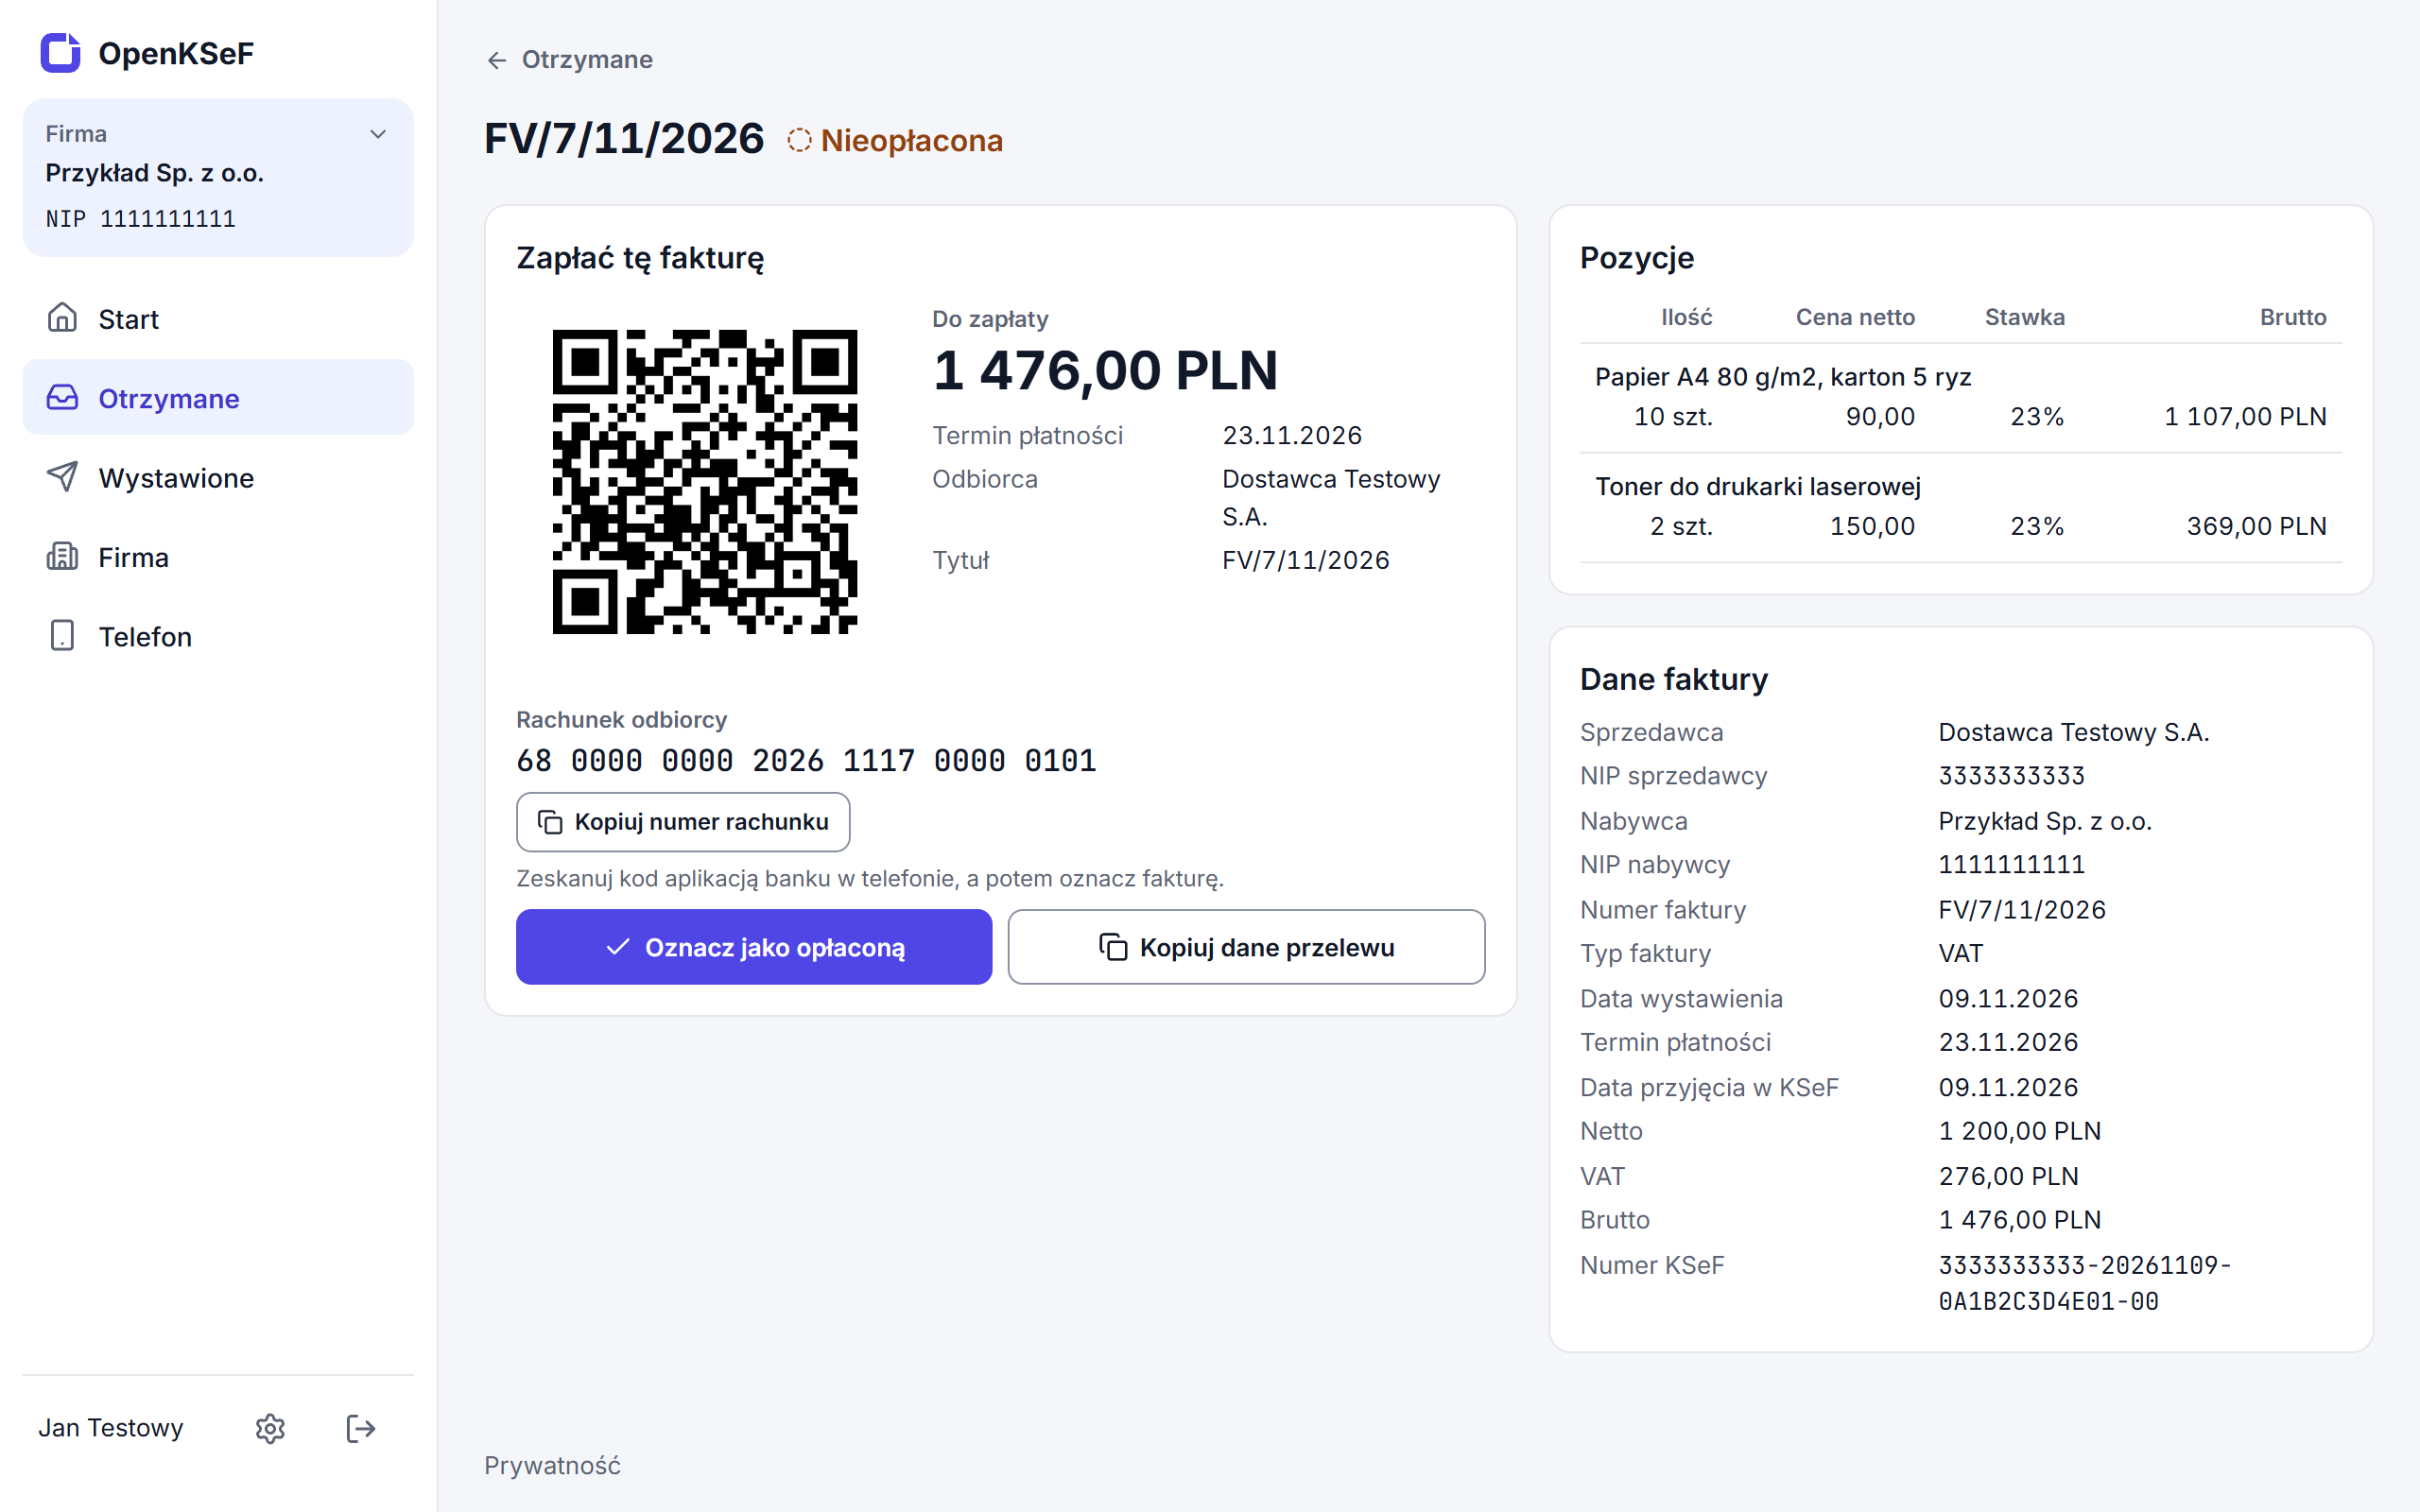 OpenKSeF
Firma
Przykład Sp. z o.o.
NIP 1111111111
Start
Otrzymane
Wystawione
Firma
Telefon
Jan Testowy
Otrzymane
FV/7/11/2026 Nieopłacona
Zapłać tę fakturę
Do zapłaty
1 476,00 PLN
Termin płatności 23.11.2026
Odbiorca Dostawca Testowy
S.A.
Tytuł FV/7/11/2026
Rachunek odbiorcy
68 0000 0000 2026 1117 0000 0101
Kopiuj numer rachunku
Zeskanuj kod aplikacją banku w telefonie, a potem oznacz fakturę.
Oznacz jako opłaconą Kopiuj dane przelewu
Pozycje
Ilość Cena netto Stawka Brutto
Papier A4 80 g/m2, karton 5 ryz
10 szt. 90,00 23% 1 107,00 PLN
Toner do drukarki laserowej
2 szt. 150,00 23% 369,00 PLN
Dane faktury
Sprzedawca Dostawca Testowy S.A.
NIP sprzedawcy 3333333333
Nabywca Przykład Sp. z o.o.
NIP nabywcy 1111111111
Numer faktury FV/7/11/2026
Typ faktury VAT
Data wystawienia 09.11.2026
Termin płatności 23.11.2026
Data przyjęcia w KSeF 09.11.2026
Netto 1 200,00 PLN
VAT 276,00 PLN
Brutto 1 476,00 PLN
Numer KSeF 3333333333-20261109-
0A1B2C3D4E01-00
Prywatność